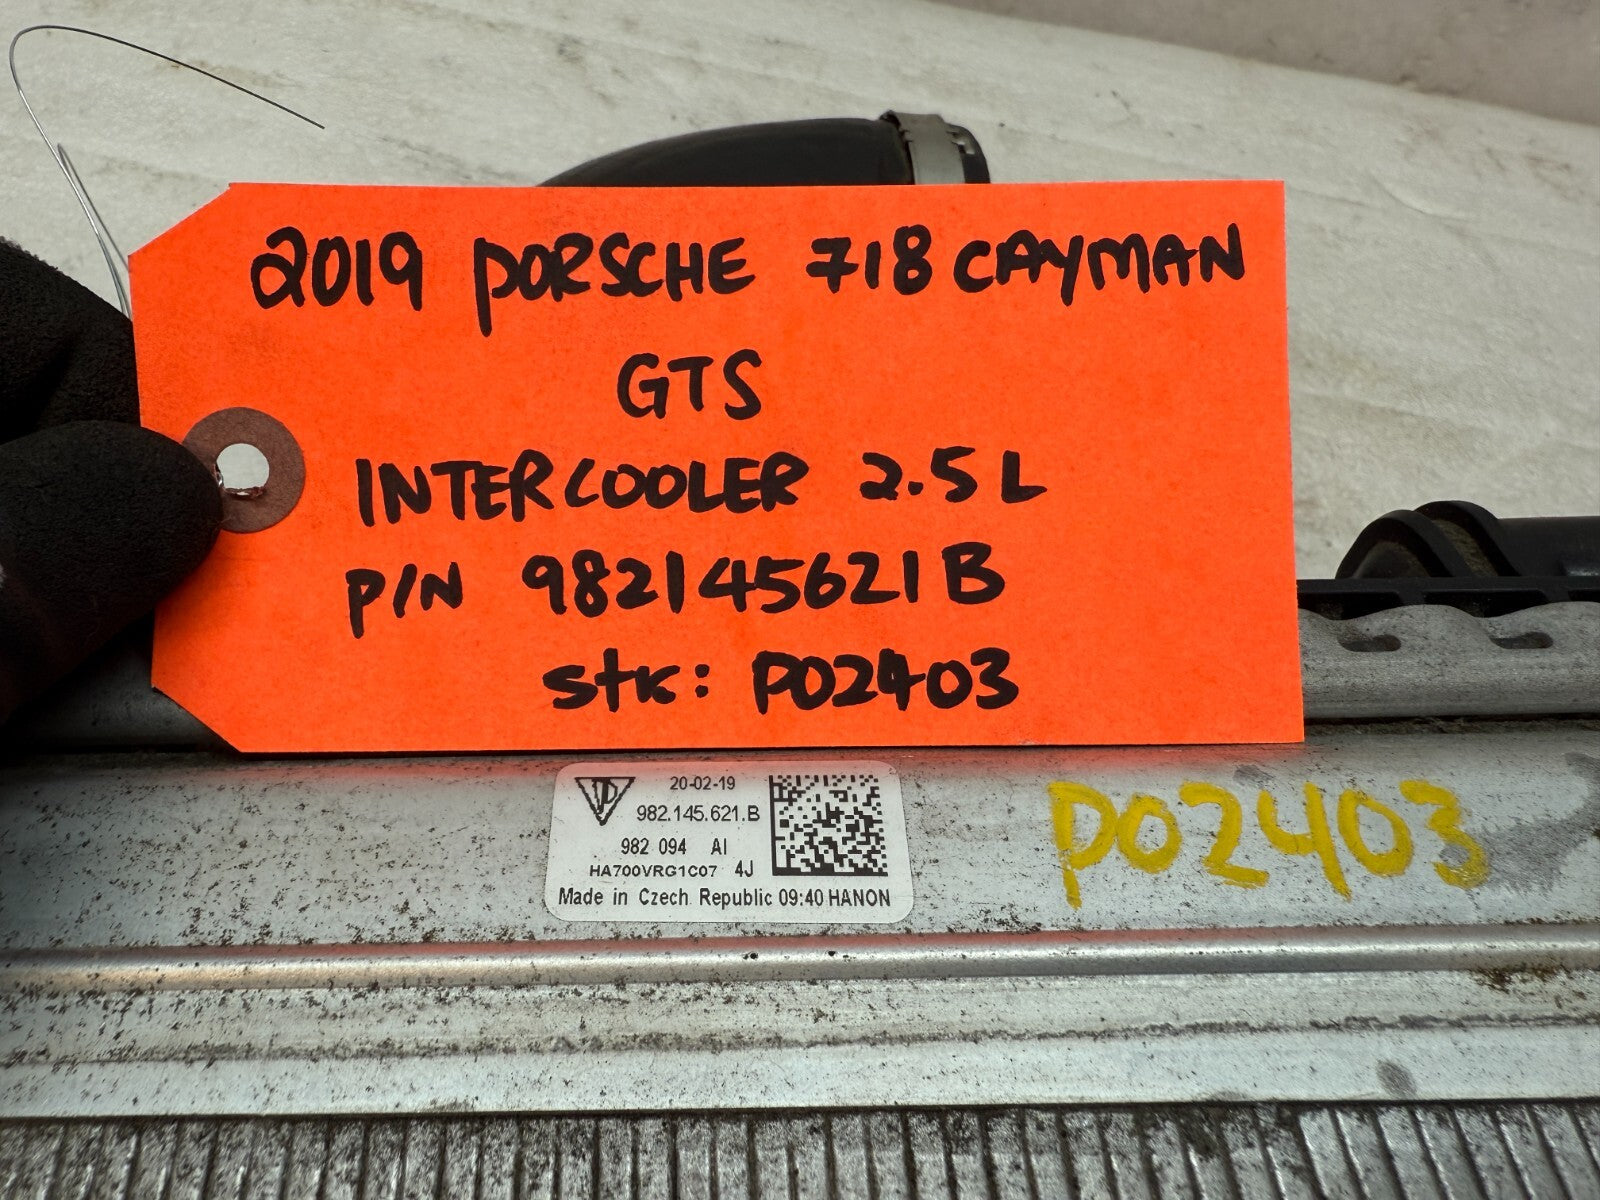 2019 PORSCHE 718 CAYMAN
GTS
INTERCOOLER 2.5L
P/N 982145621B
stk: P02403
20-02-19
982.145.621.B
982 094 AI
HA700VRG1C07 4J
Made in Czech Republic 09:40 HANON
P02403